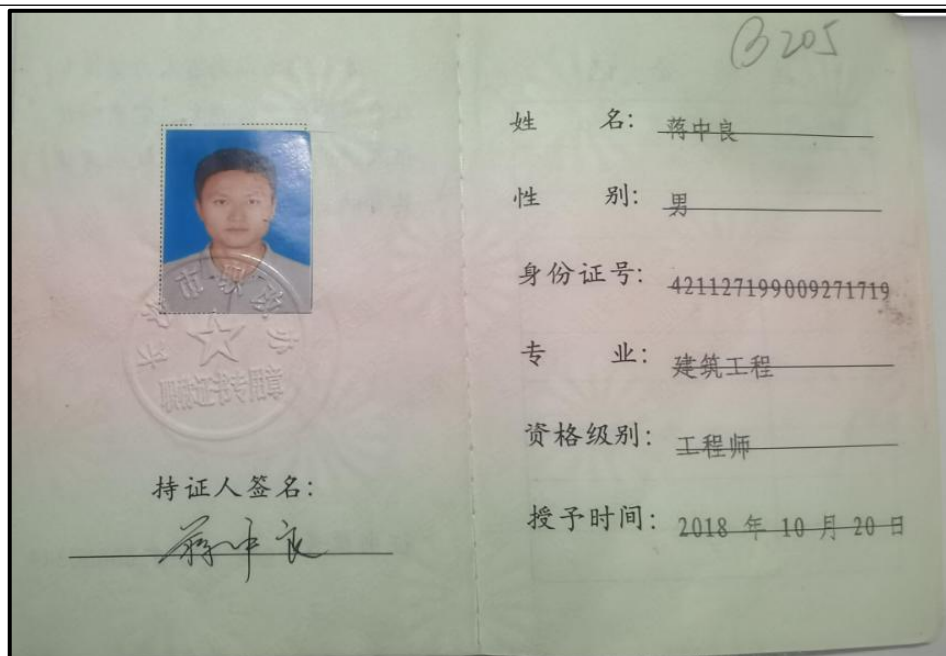 ③205
姓 名: 蒋中良
性 别: 男
身份证号: 421127199009271719
专 业: 建筑工程
资格级别: 工程师
授予时间: 2018 年 10 月 20 日
持证人签名:
蒋中良